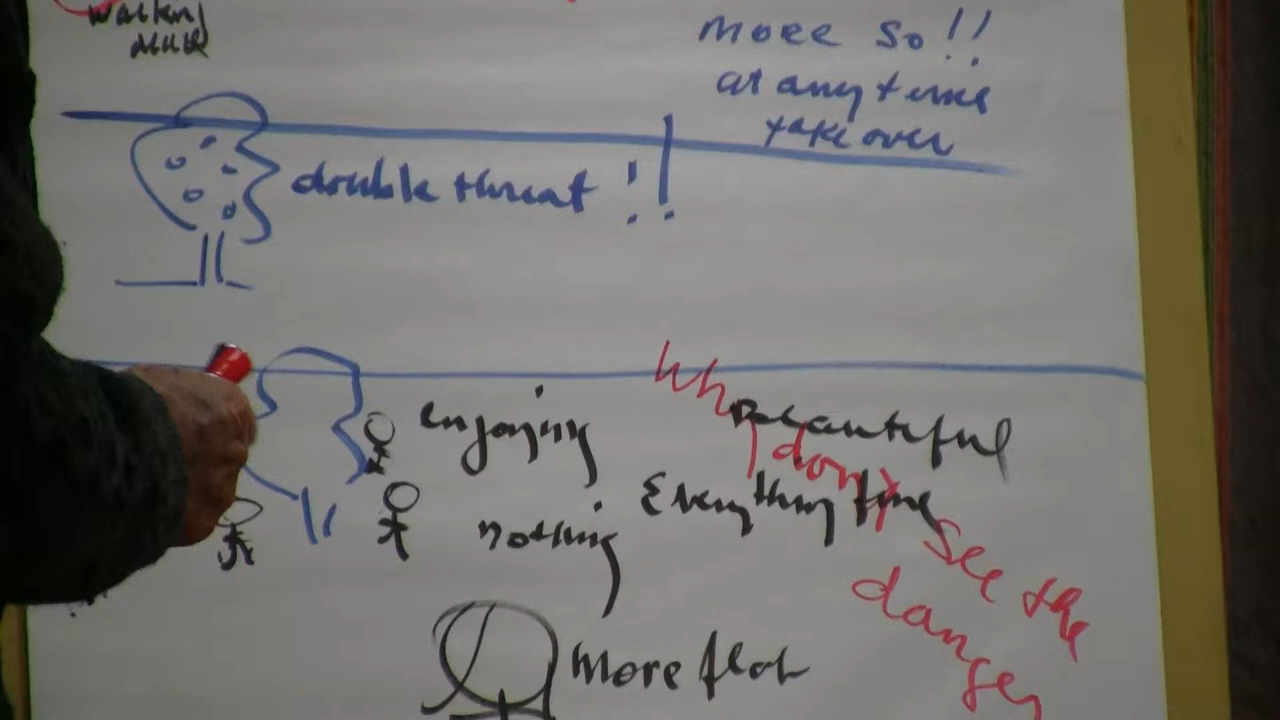 more so!!
at any time
take over
double threat!!
enjoying
Beautiful
Why don't see the danger
nothing
Everything fine
More flat